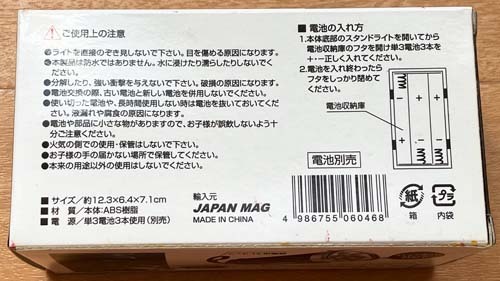 ⚠ご使用上の注意
●ライトを直接のぞき見しないで下さい。目を傷める原因になります。
●本製品は防水ではありません。水に浸けたり濡らしたりしないでください。
●分解したり、強い衝撃を与えないで下さい。破損の原因になります。
●電池交換の際、古い電池と新しい電池を併用しないでください。
●使い切った電池や、長時間使用しない時は電池を抜いておいてください。液漏れや腐食の原因になります。
●電池や部品に小さな物がありますので、お子様が誤飲しないよう十分ご注意ください。
●火気の側での使用・保管はしないで下さい。
●お子様の手の届かない場所で保管してください。
●本来の用途以外の使用はしないでください。
■サイズ/約12.3×6.4×7.1cm
■材 質/本体:ABS樹脂
■電 源/単3電池3本使用(別売)
輸入元
JAPAN MAG
MADE IN CHINA
■電池の入れ方
1.本体底部のスタンドライトを開いてから
電池収納庫のフタを開け単3電池3本を
+・-正しく入れてください。
2.電池を入れ終わったら
フタをしっかり閉めて
ください。
電池収納庫
電池別売
4 986755 060468
紙
箱
プラ
内袋